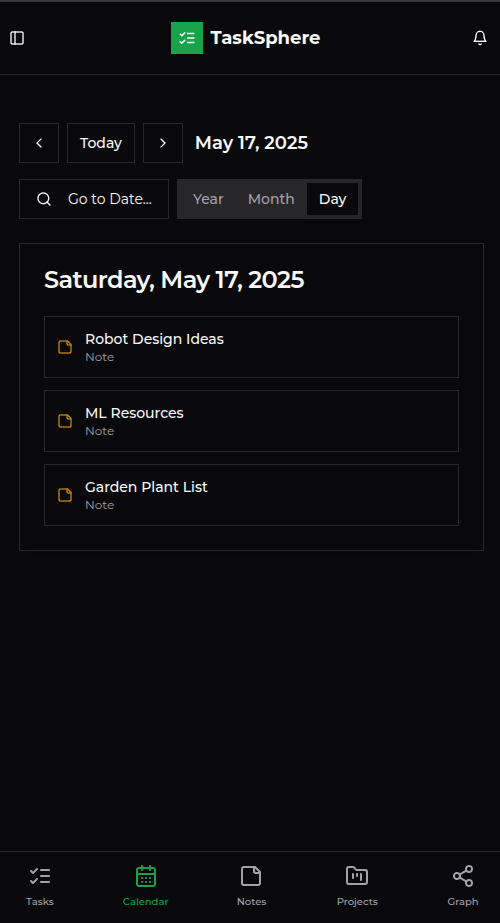 TaskSphere
Today
May 17, 2025
Go to Date...
Year
Month
Day
Saturday, May 17, 2025
Robot Design Ideas
Note
ML Resources
Note
Garden Plant List
Note
Tasks
Calendar
Notes
Projects
Graph